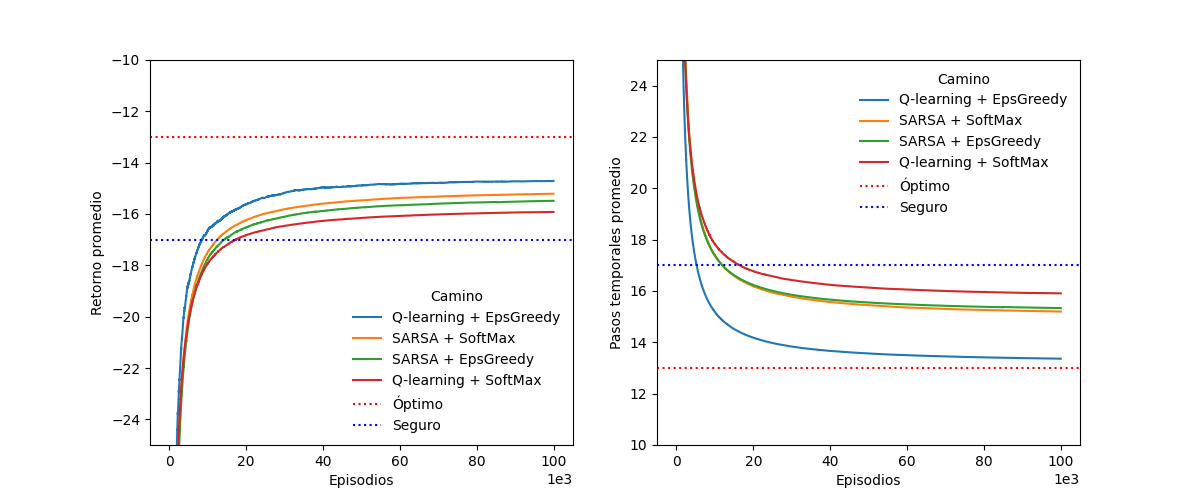 −10
−12
−14
−16
−18
−20
−22
−24
Retorno promedio
Camino
Q-learning + EpsGreedy
SARSA + SoftMax
SARSA + EpsGreedy
Q-learning + SoftMax
Óptimo
Seguro
0 20 40 60 80 100
1e3
Episodios
24
22
20
18
16
14
12
10
Pasos temporales promedio
Camino
Q-learning + EpsGreedy
SARSA + SoftMax
SARSA + EpsGreedy
Q-learning + SoftMax
Óptimo
Seguro
0 20 40 60 80 100
1e3
Episodios